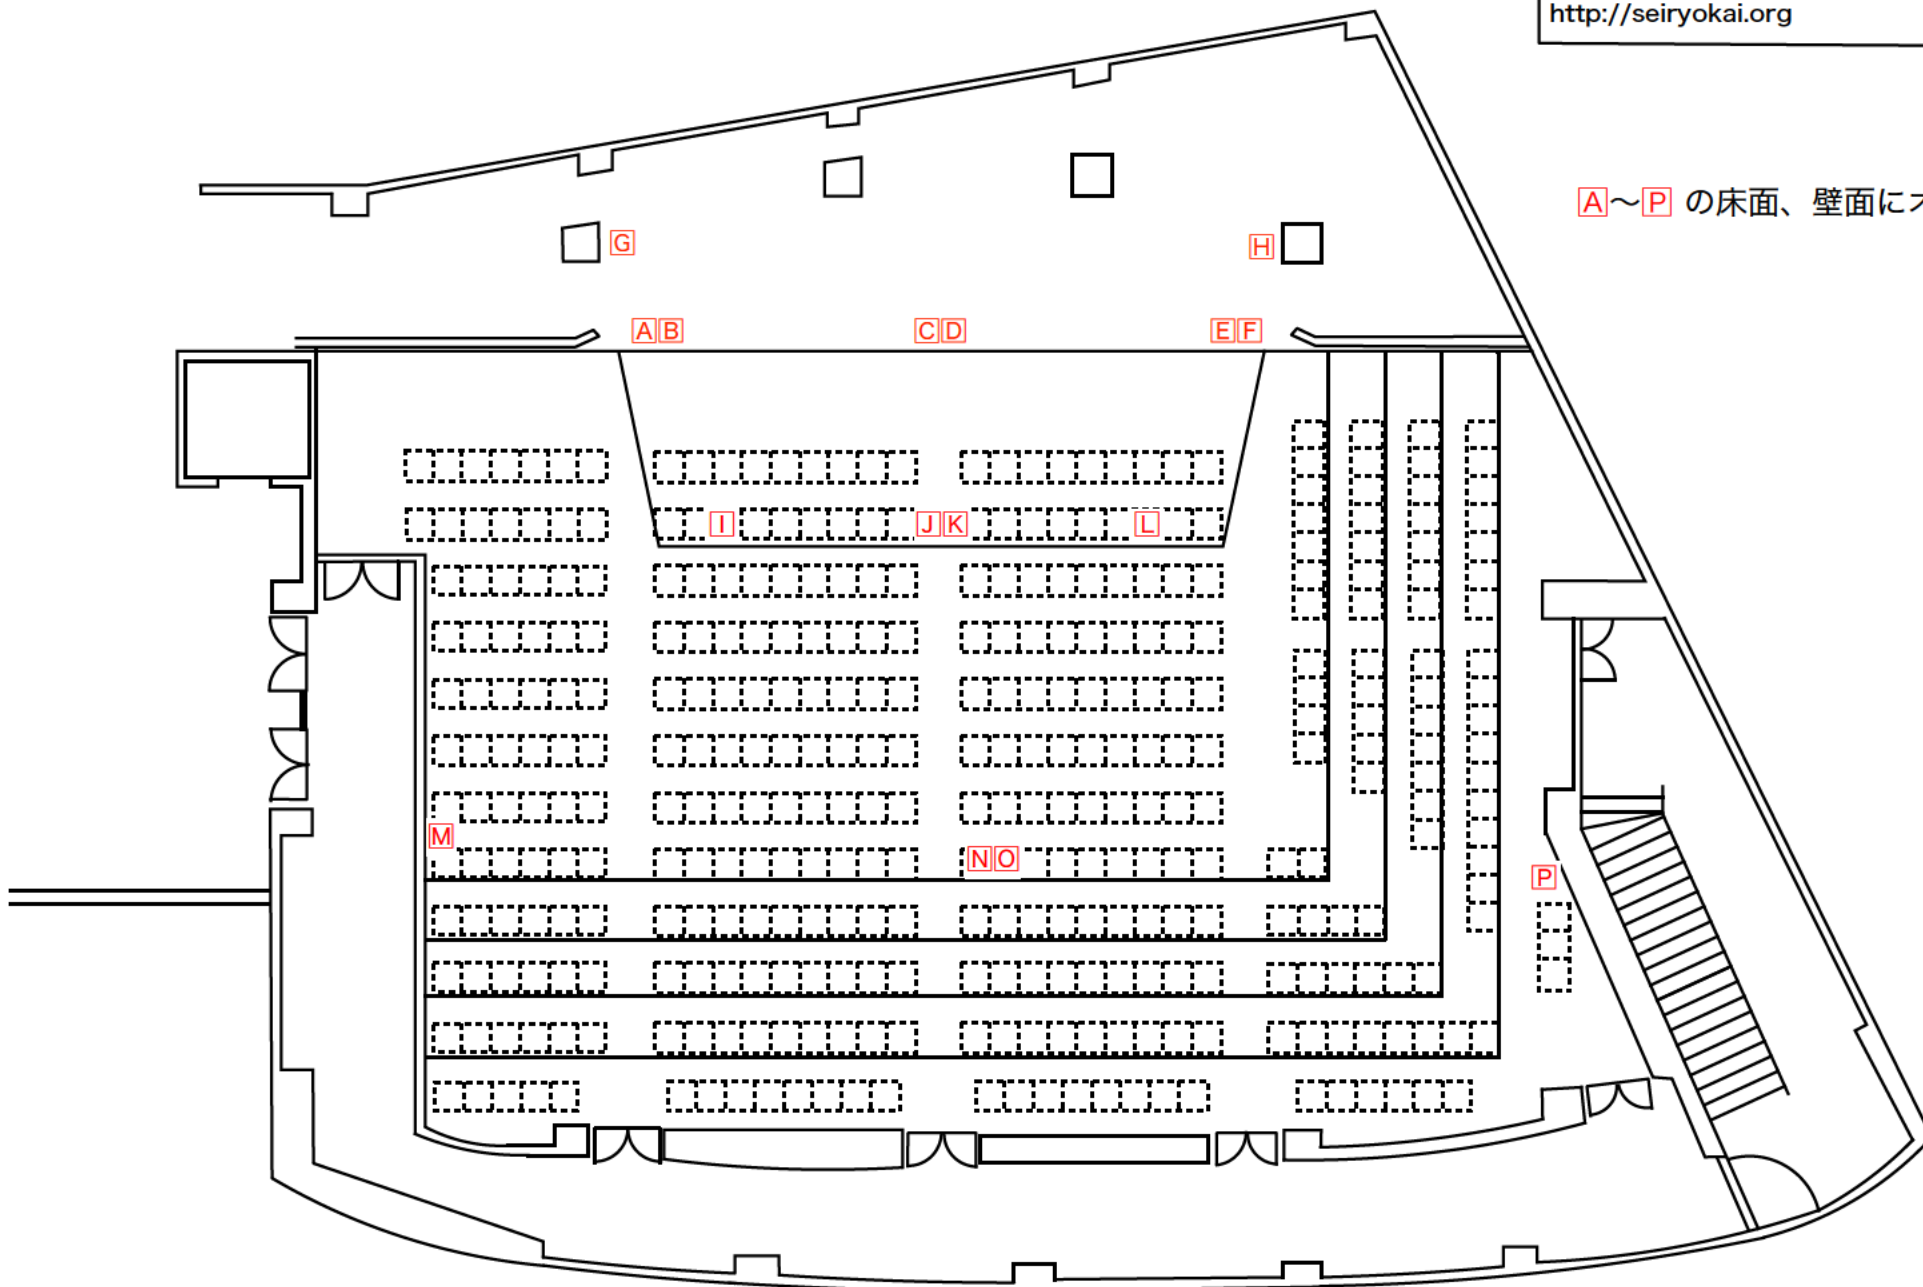 http://seiryokai.org
A〜P の床面、壁面に
G
H
A B
C D
E F
I
J K
L
M
N O
P